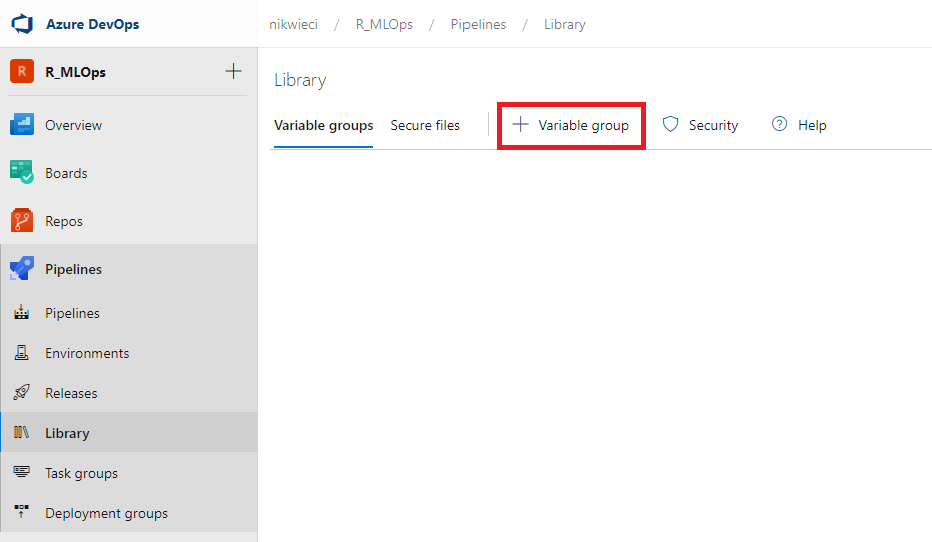 Azure DevOps
nikwieci / R_MLOps / Pipelines / Library
R R_MLOps
Library
Variable groups Secure files Variable group Security ? Help
Overview
Boards
Repos
Pipelines
Pipelines
Environments
Releases
Library
Task groups
Deployment groups